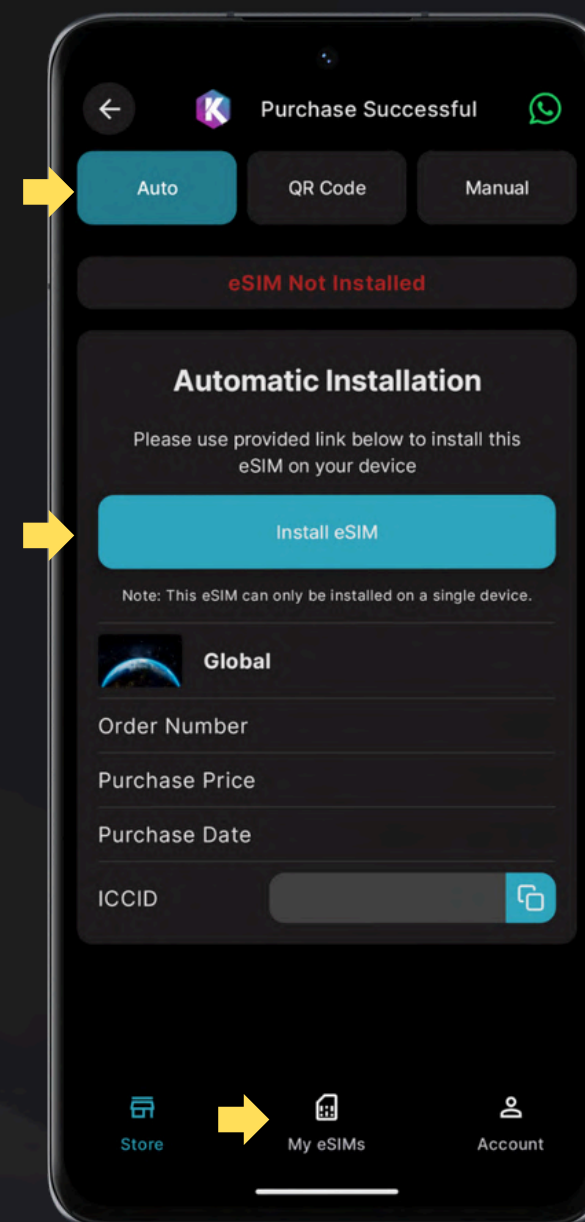 Purchase Successful
Auto
QR Code
Manual
eSIM Not Installed
Automatic Installation
Please use provided link below to install this
eSIM on your device
Install eSIM
Note: This eSIM can only be installed on a single device.
Global
Order Number
Purchase Price
Purchase Date
ICCID
Store
My eSIMs
Account